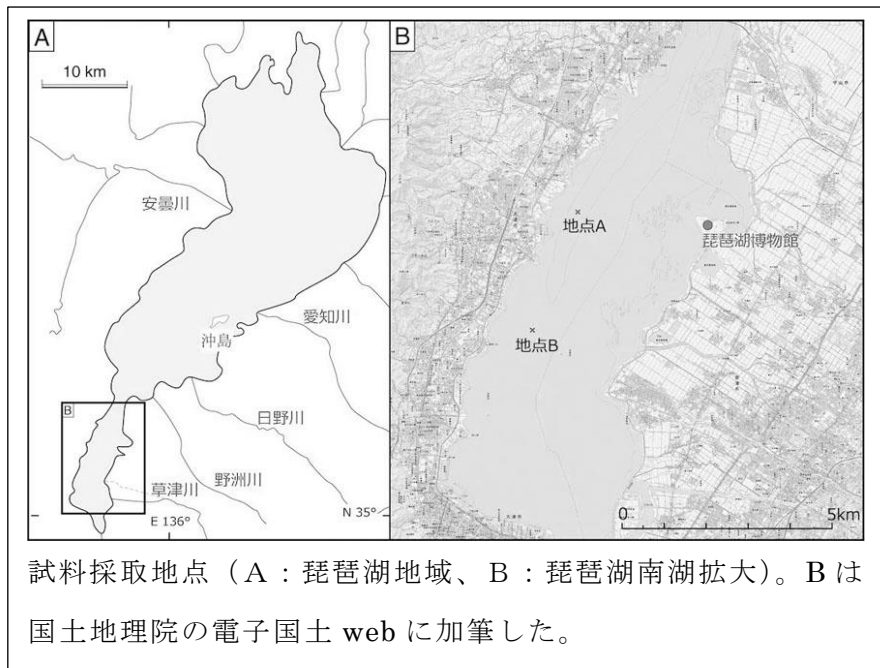 A
10 km
安曇川
沖島
愛知川
B
日野川
野洲川
草津川
N 35°
E 136°
B
地点A
琵琶湖博物館
地点B
0 5km
試料採取地点（A：琵琶湖地域、B：琵琶湖南湖拡大）。Bは
国土地理院の電子国土 web に加筆した。